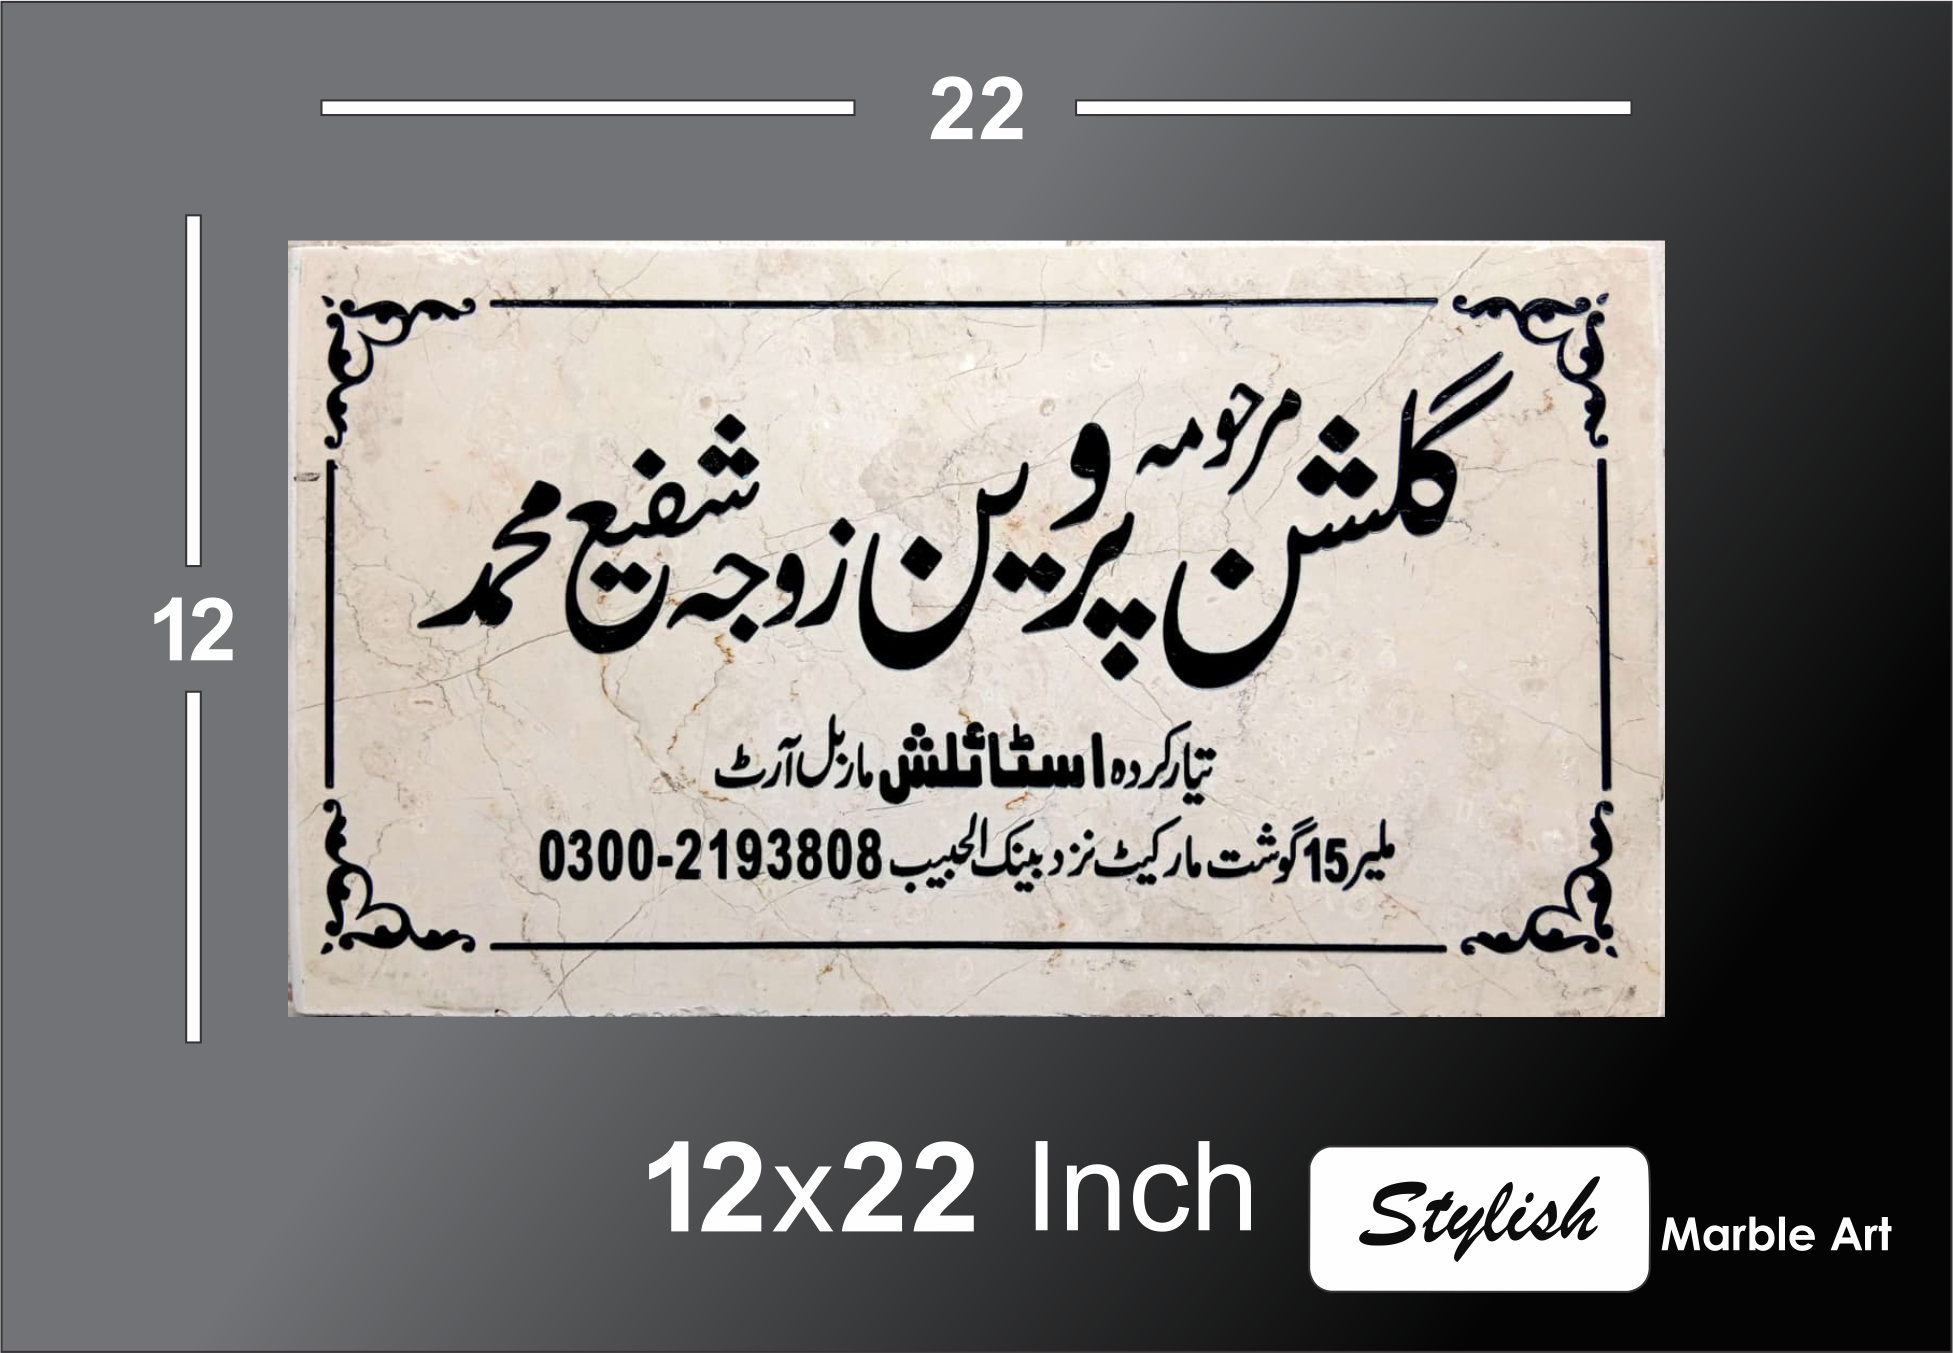 22
12
مرحومہ
گلشن پروین زوجہ شفیع محمد
تیار کردہ اسٹائلش ماربل آرٹ
ملیر 15 گوشت مارکیٹ نزد بینک الحبیب 0300-2193808
12x22 Inch
Stylish Marble Art